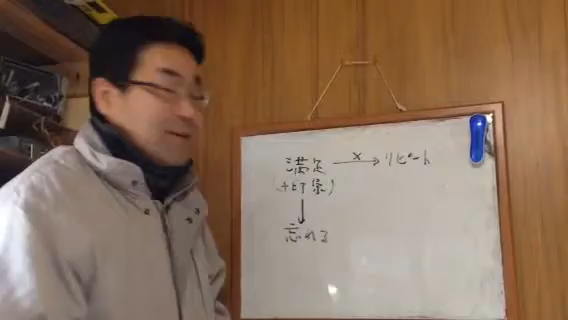 満足 ―x→ リピート
(+印象)
↓
忘れる